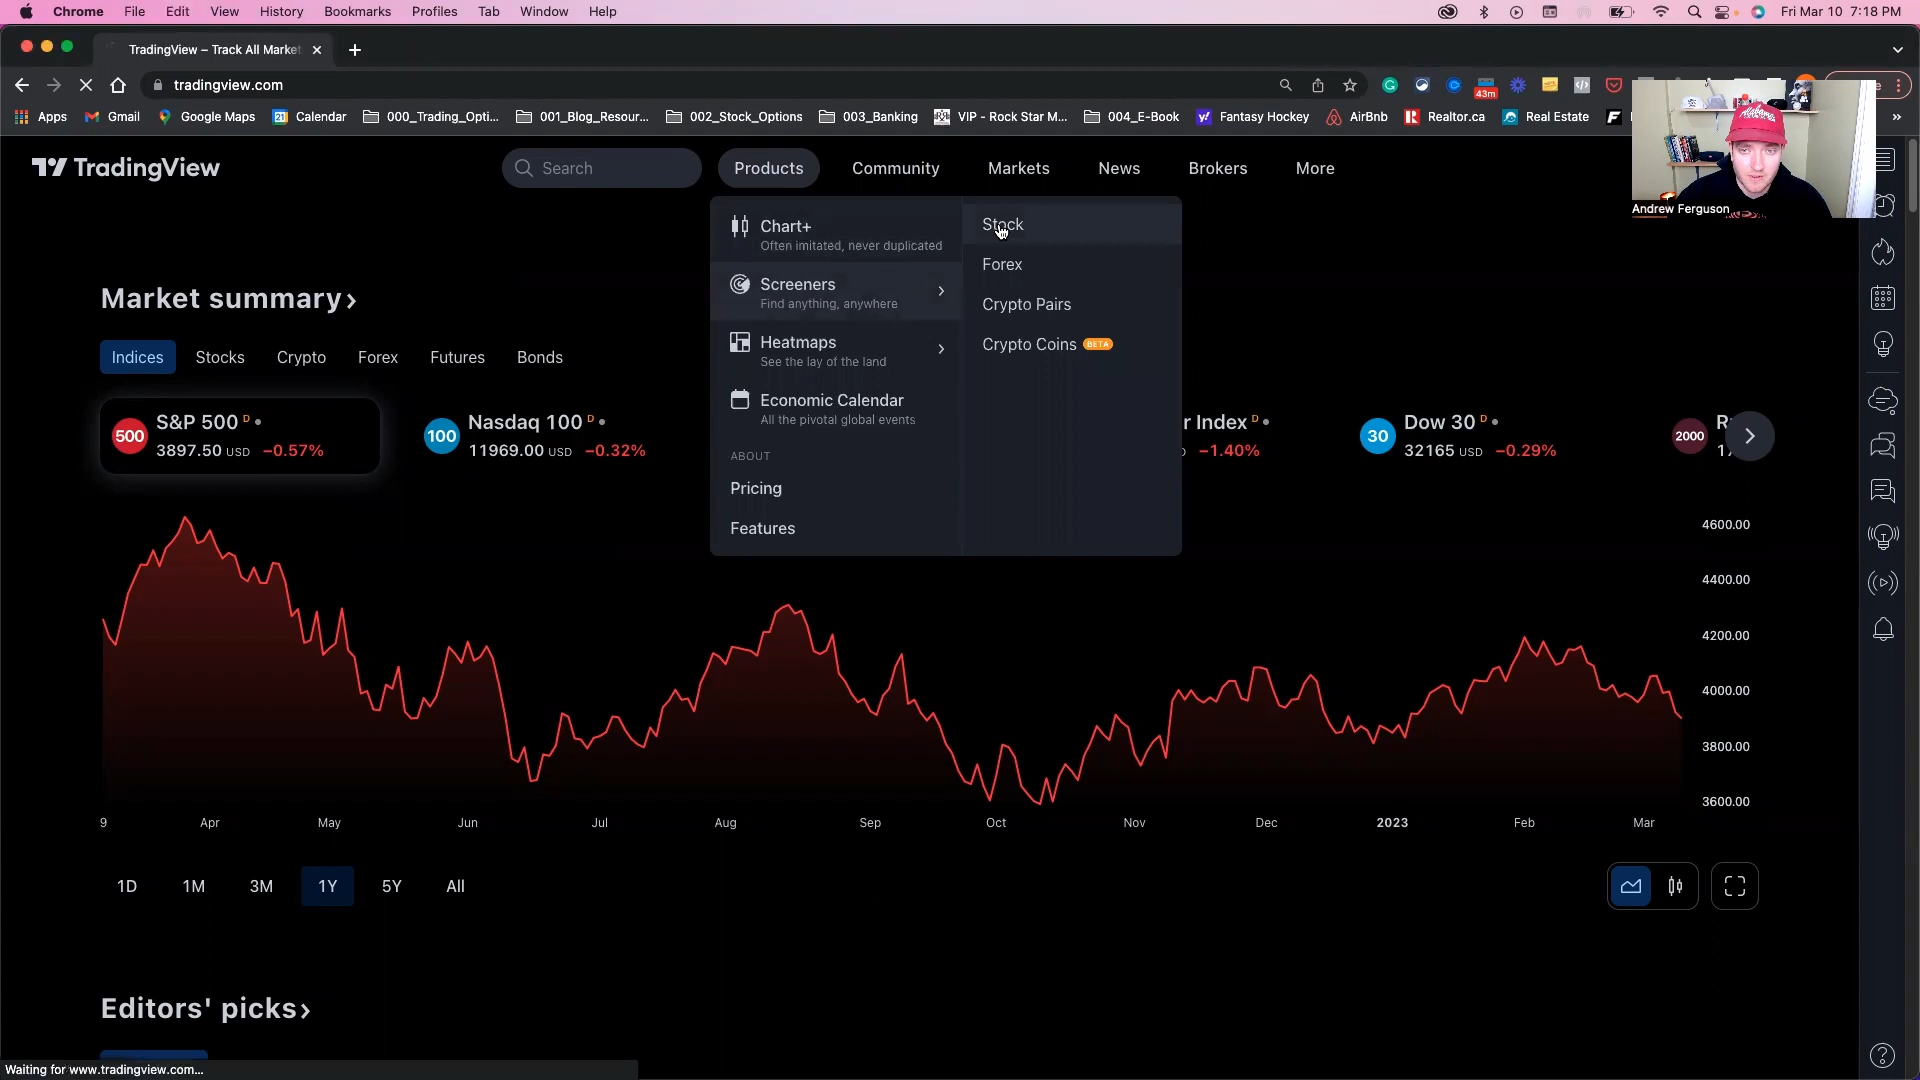 Chrome File Edit View History Bookmarks Profiles Tab Window Help Fri Mar 10 7:18 PM
TradingView – Track All Market
tradingview.com
43m
Apps Gmail Google Maps 21 Calendar 000_Trading_Opti... 001_Blog_Resour... 002_Stock_Options 003_Banking VIP - Rock Star M... 004_E-Book Fantasy Hockey AirBnb Realtor.ca Real Estate »
TradingView Search Products Community Markets News Brokers More
Andrew Ferguson
Chart+
Often imitated, never duplicated
Screeners
Find anything, anywhere
Heatmaps
See the lay of the land
Economic Calendar
All the pivotal global events
ABOUT
Pricing
Features
Stock
Forex
Crypto Pairs
Crypto Coins BETA
Market summary ›
Indices Stocks Crypto Forex Futures Bonds
500 S&P 500 D
3897.50 USD −0.57%
100 Nasdaq 100 D
11969.00 USD −0.32%
r Index D
−1.40%
30 Dow 30 D
32165 USD −0.29%
2000 R
4600.00
4400.00
4200.00
4000.00
3800.00
3600.00
9 Apr May Jun Jul Aug Sep Oct Nov Dec 2023 Feb Mar
1D 1M 3M 1Y 5Y All
Editors' picks ›
Waiting for www.tradingview.com...